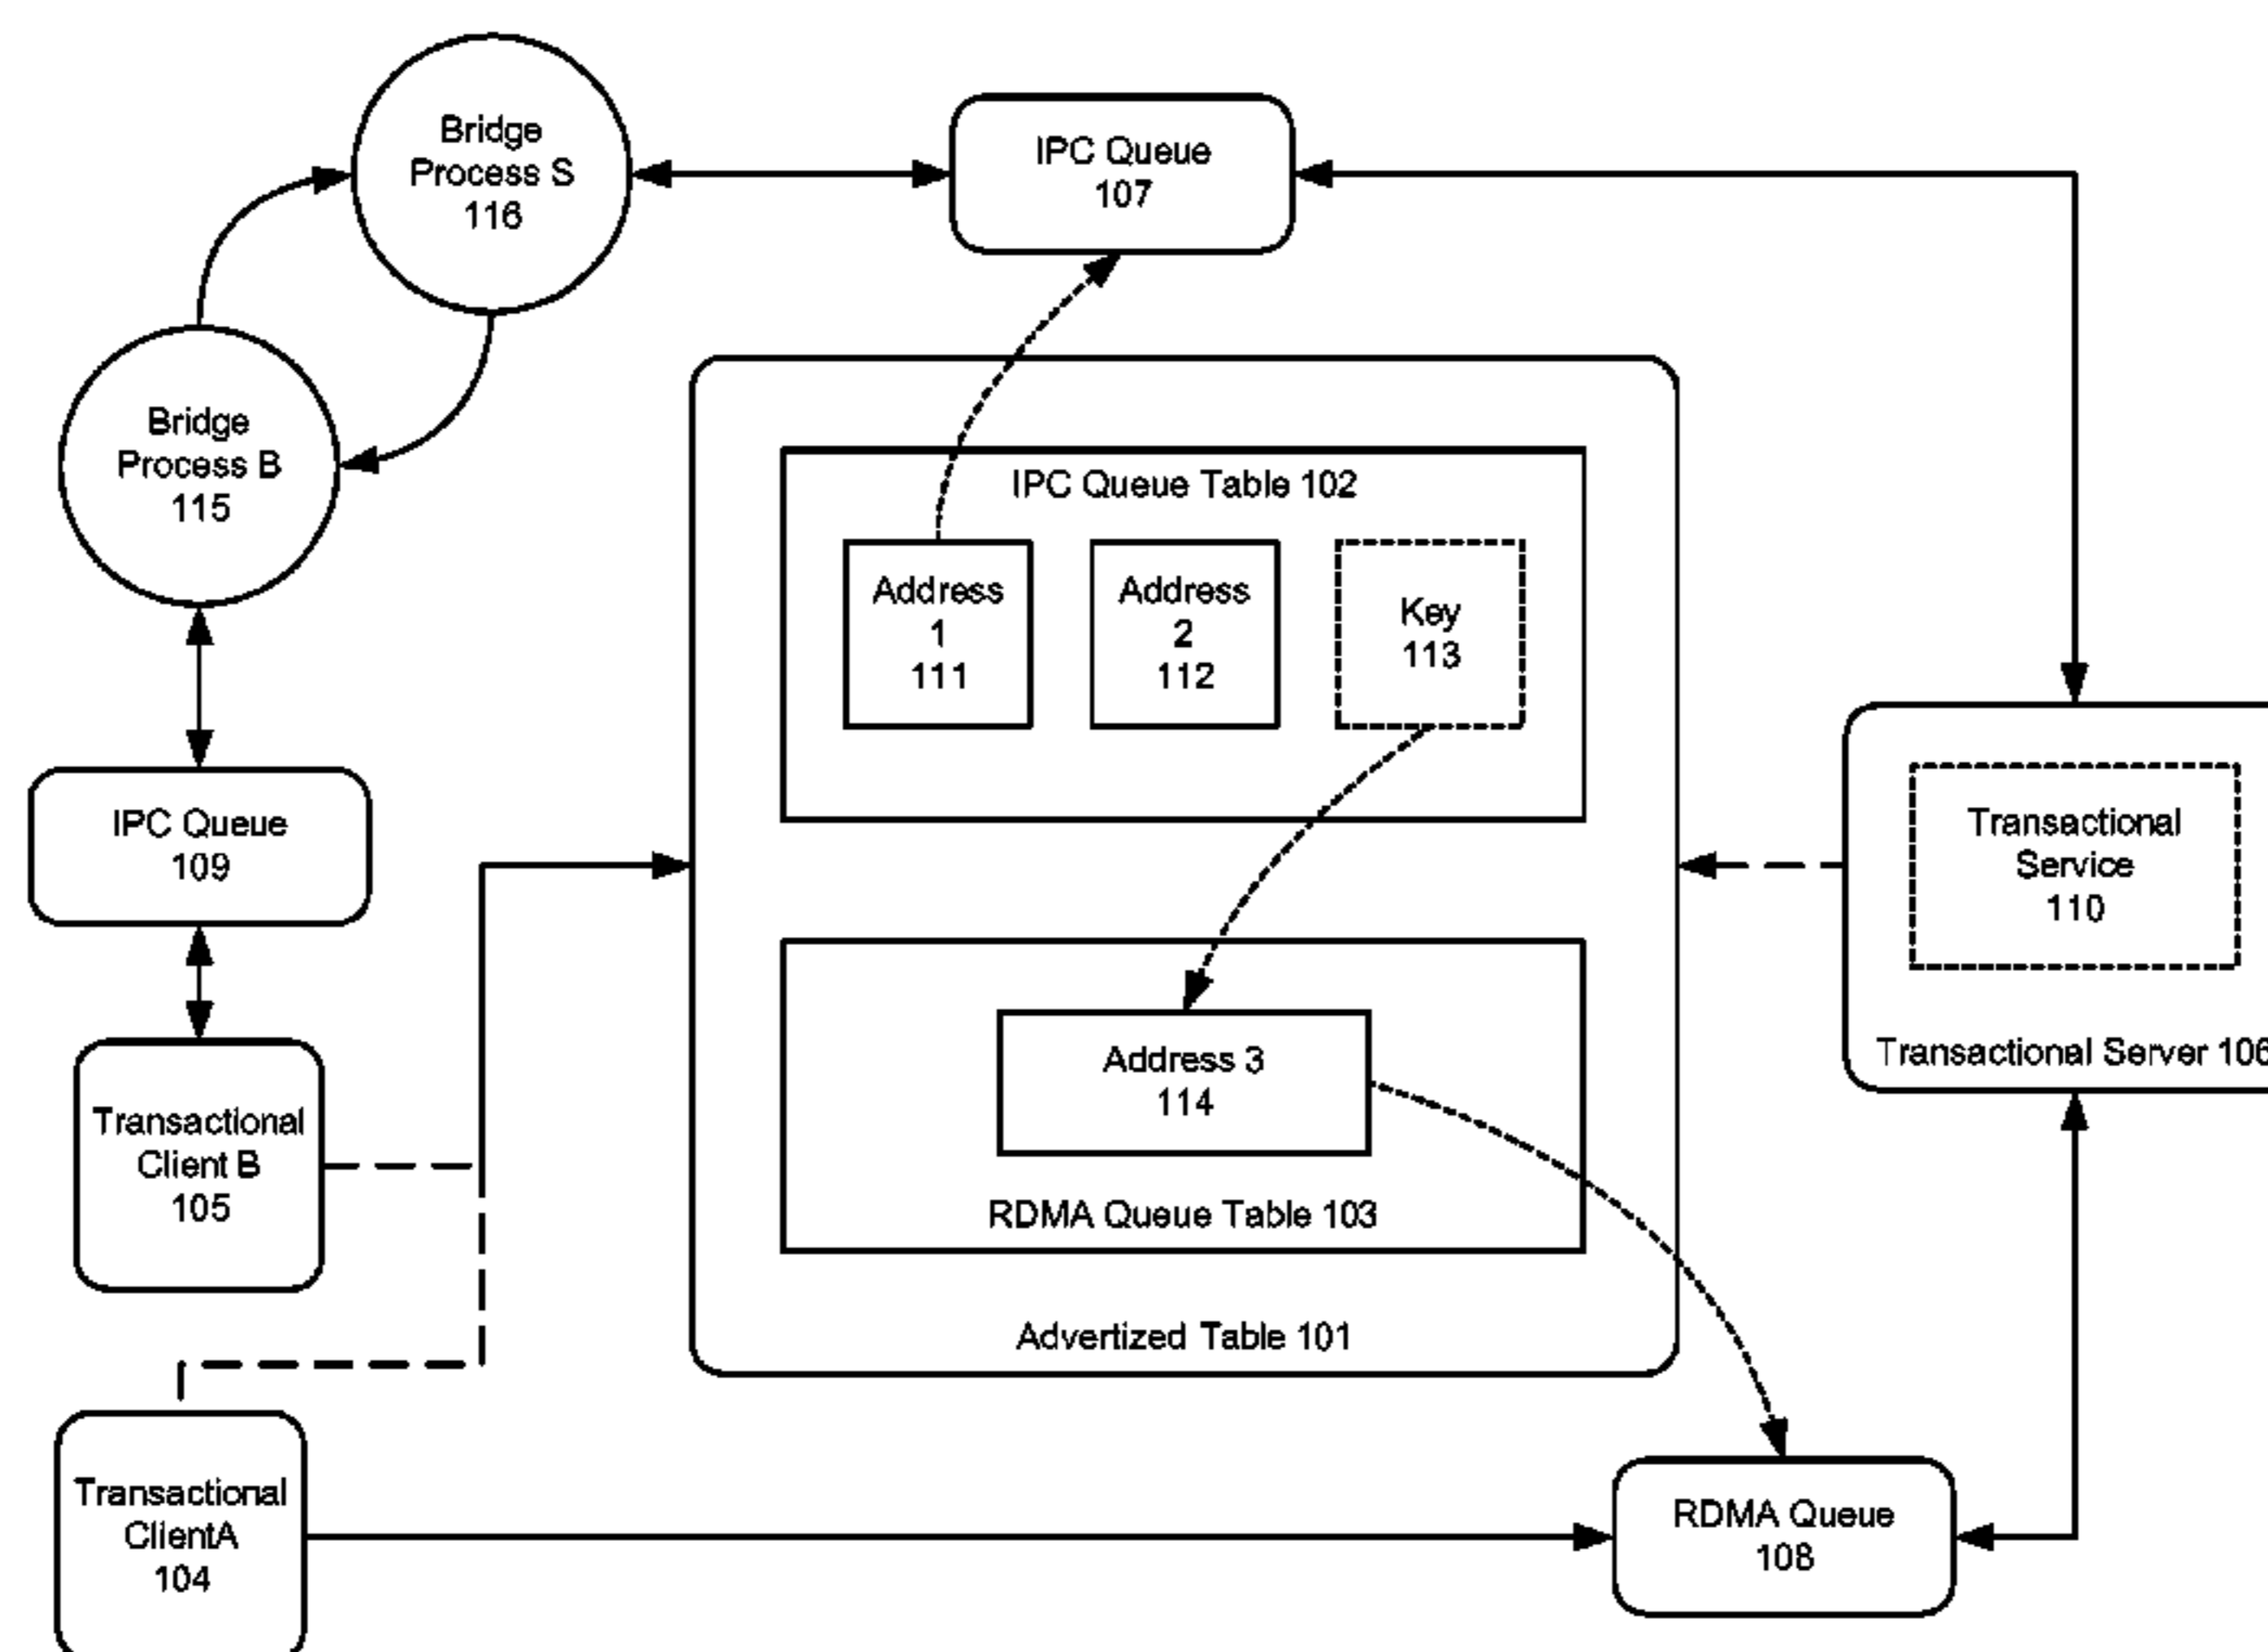 Bridge
Process S
116
IPC Queue
107
Bridge
Process B
115
IPC Queue Table 102
Address
1
111
Address
2
112
Key
113
IPC Queue
109
Transactional
Service
110
Transactional Server 106
Address 3
114
RDMA Queue Table 103
Advertized Table 101
Transactional
Client B
105
Transactional
ClientA
104
RDMA Queue
108